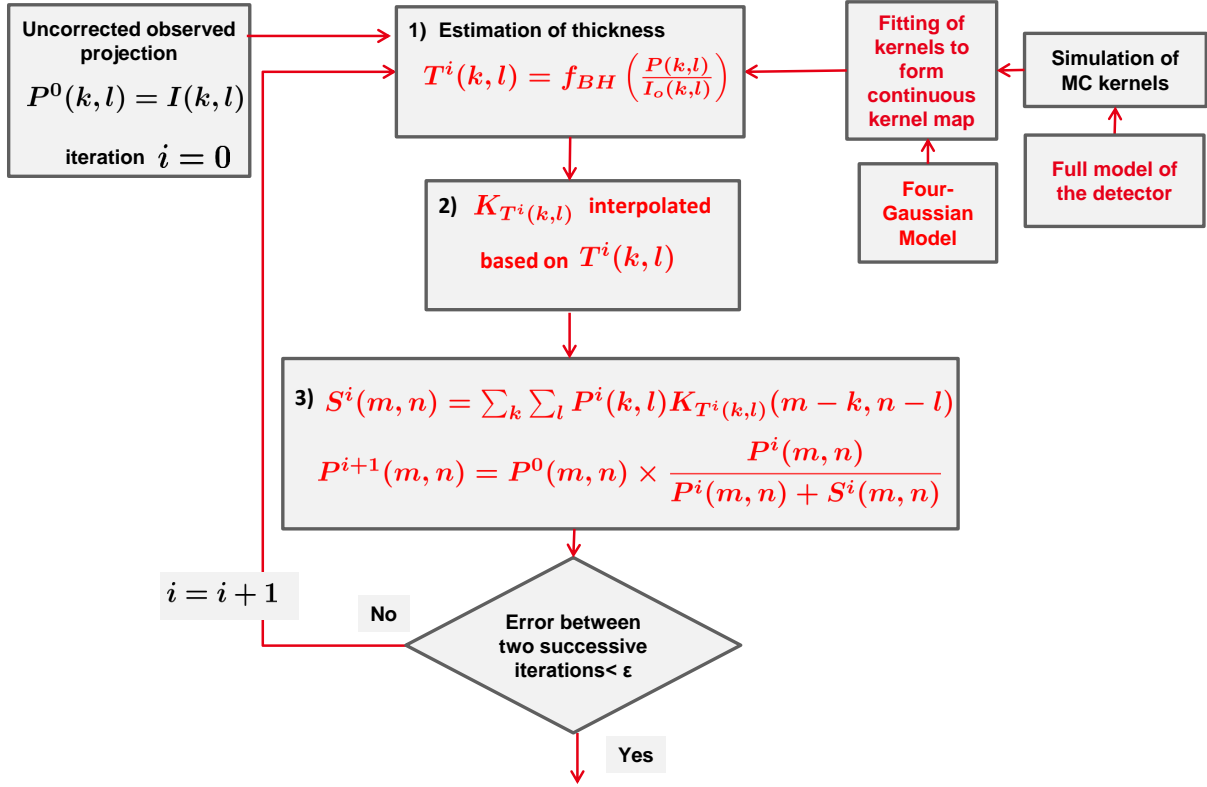 Uncorrected observed
projection
P^0(k, l) = I(k, l)
iteration i = 0
1) Estimation of thickness
T^i(k, l) = f_{BH} ( P(k,l) / I_o(k,l) )
Fitting of
kernels to
form
continuous
kernel map
Simulation of
MC kernels
Full model of
the detector
Four-
Gaussian
Model
2) K_{T^i(k,l)} interpolated
based on T^i(k, l)
3) S^i(m, n) = ∑_k ∑_l P^i(k, l) K_{T^i(k,l)}(m − k, n − l)
P^{i+1}(m, n) = P^0(m, n) × P^i(m, n) / (P^i(m, n) + S^i(m, n))
i = i + 1
No
Error between
two successive
iterations< ε
Yes